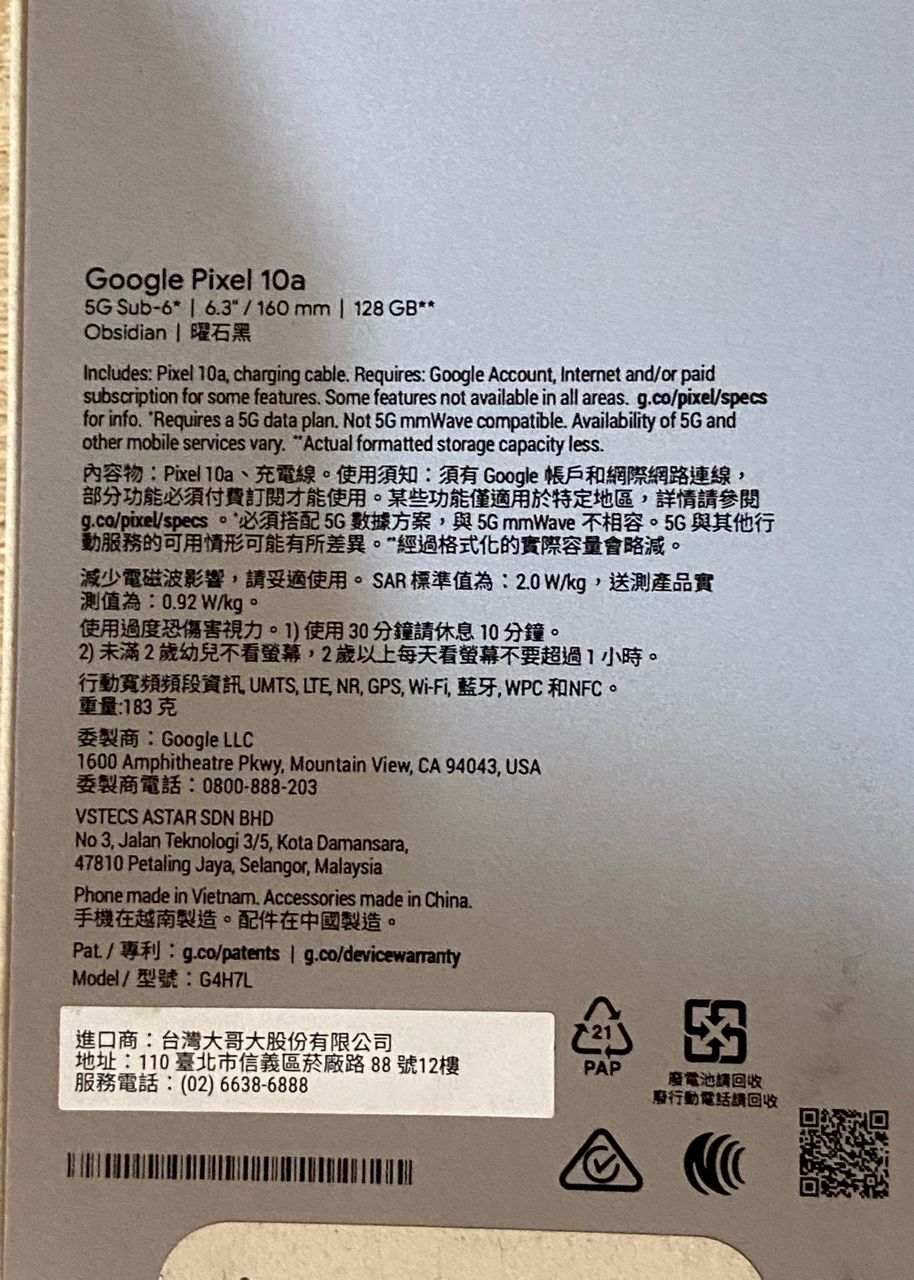 Google Pixel 10a
5G Sub-6* | 6.3" / 160 mm | 128 GB**
Obsidian | 曜石黑
Includes: Pixel 10a, charging cable. Requires: Google Account, Internet and/or paid
subscription for some features. Some features not available in all areas. g.co/pixel/specs
for info. *Requires a 5G data plan. Not 5G mmWave compatible. Availability of 5G and
other mobile services vary. **Actual formatted storage capacity less.
內容物：Pixel 10a、充電線。使用須知：須有 Google 帳戶和網際網路連線，
部分功能必須付費訂閱才能使用。某些功能僅適用於特定地區，詳情請參閱
g.co/pixel/specs 。*必須搭配 5G 數據方案，與 5G mmWave 不相容。5G 與其他行
動服務的可用情形可能有所差異。**經過格式化的實際容量會略減。
減少電磁波影響，請妥適使用。 SAR 標準值為：2.0 W/kg，送測產品實
測值為：0.92 W/kg。
使用過度恐傷害視力。1) 使用 30 分鐘請休息 10 分鐘。
2) 未滿 2 歲幼兒不看螢幕，2 歲以上每天看螢幕不要超過 1 小時。
行動寬頻頻段資訊, UMTS, LTE, NR, GPS, Wi-Fi, 藍牙, WPC 和NFC。
重量:183 克
委製商：Google LLC
1600 Amphitheatre Pkwy, Mountain View, CA 94043, USA
委製商電話：0800-888-203
VSTECS ASTAR SDN BHD
No 3, Jalan Teknologi 3/5, Kota Damansara,
47810 Petaling Jaya, Selangor, Malaysia
Phone made in Vietnam. Accessories made in China.
手機在越南製造。配件在中國製造。
Pat. / 專利：g.co/patents | g.co/devicewarranty
Model / 型號：G4H7L
進口商：台灣大哥大股份有限公司
地址：110 臺北市信義區菸廠路 88 號12樓
服務電話：(02) 6638-6888
21
PAP
廢電池請回收
廢行動電話請回收